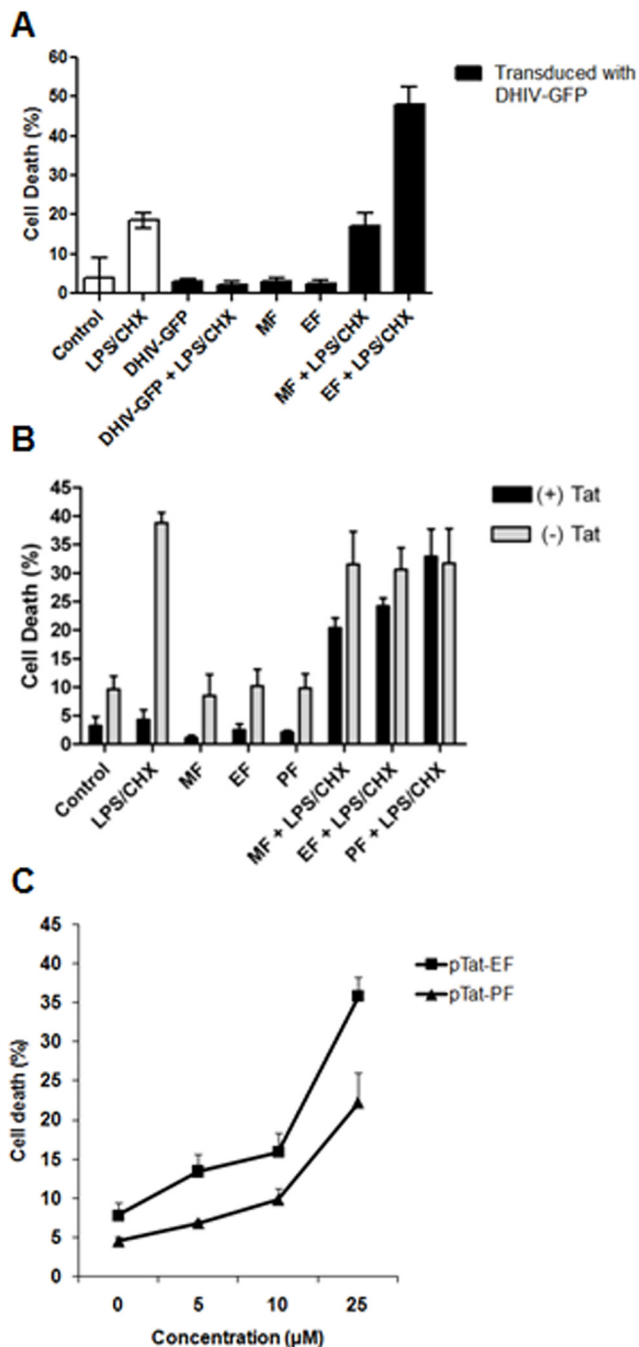 A
60
50
40
30
20
10
0
Cell Death (%)
Transduced with
DHIV-GFP
Control
LPS/CHX
DHIV-GFP
DHIV-GFP + LPS/CHX
MF
EF
MF + LPS/CHX
EF + LPS/CHX
B
45
40
35
30
25
20
15
10
5
0
Cell Death (%)
(+) Tat
(-) Tat
Control
LPS/CHX
MF
EF
PF
MF + LPS/CHX
EF + LPS/CHX
PF + LPS/CHX
C
45
40
35
30
25
20
15
10
5
0
Cell death (%)
pTat-EF
pTat-PF
0 5 10 25
Concentration (µM)